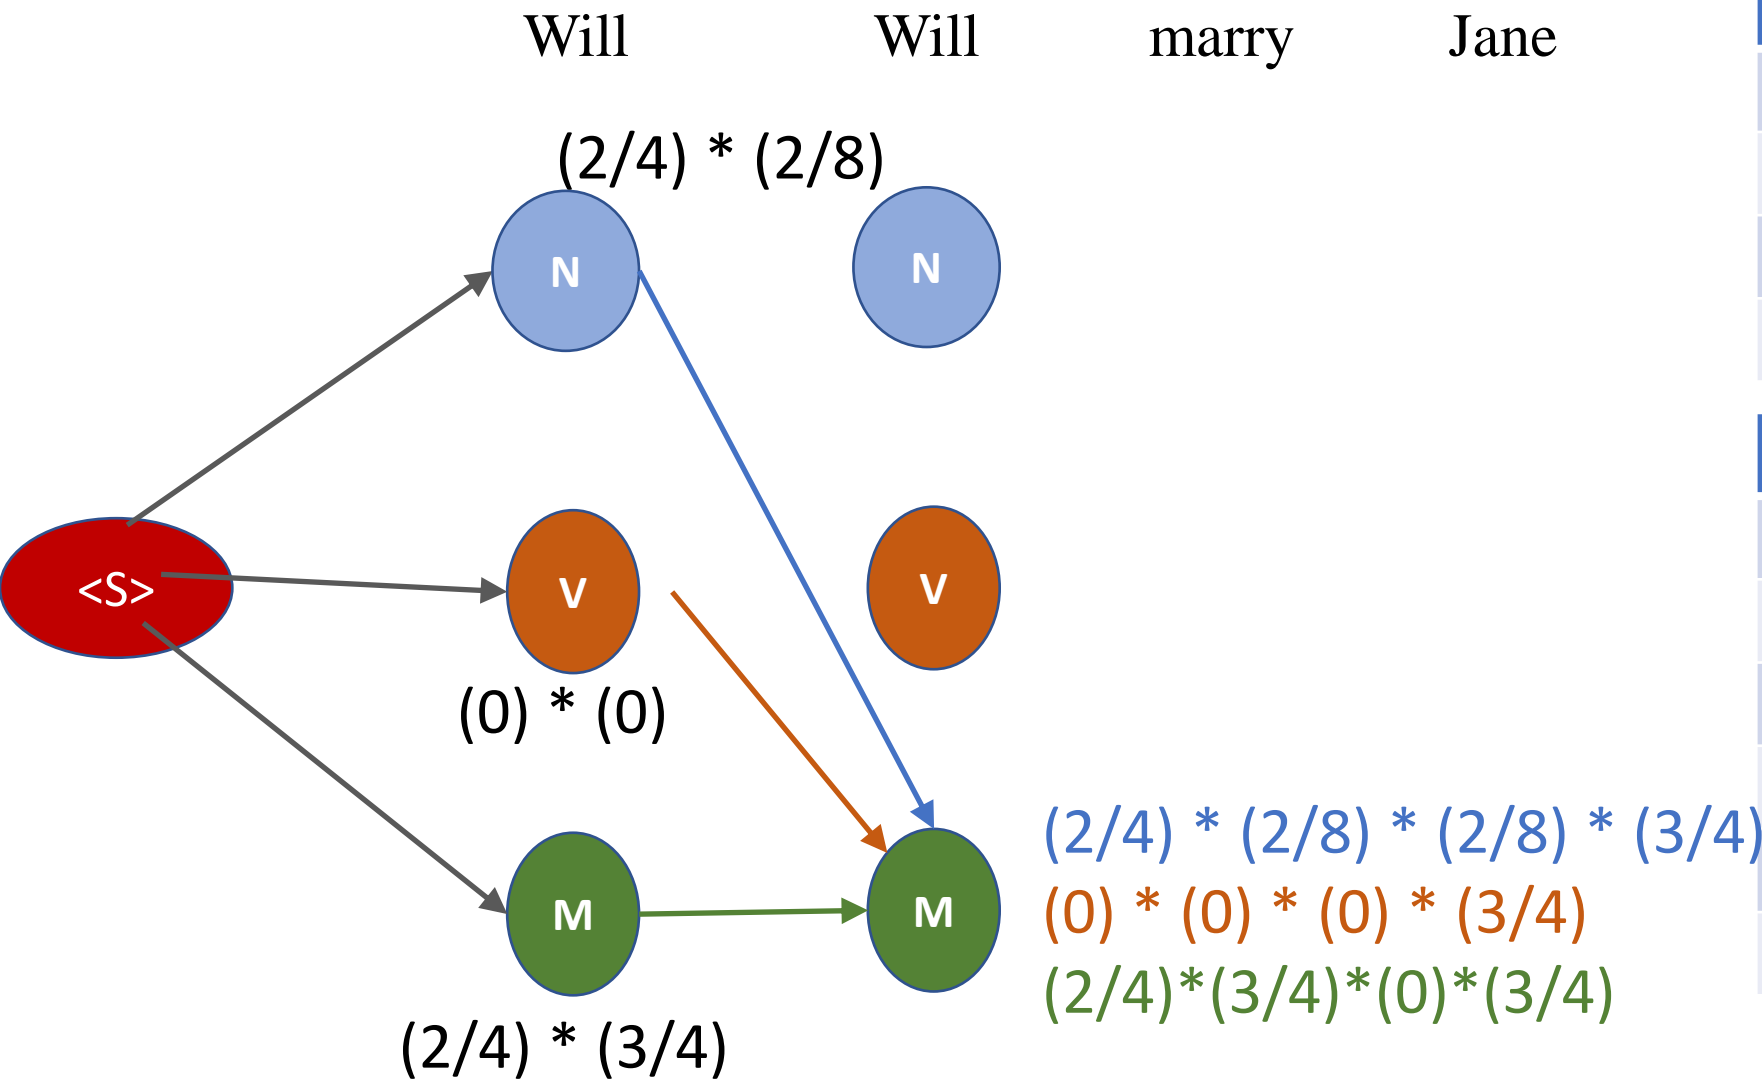 Will Will marry Jane
(2/4) * (2/8)
N N
<S> V V
(0) * (0)
M M
(2/4) * (3/4)
(2/4) * (2/8) * (2/8) * (3/4)
(0) * (0) * (0) * (3/4)
(2/4)*(3/4)*(0)*(3/4)